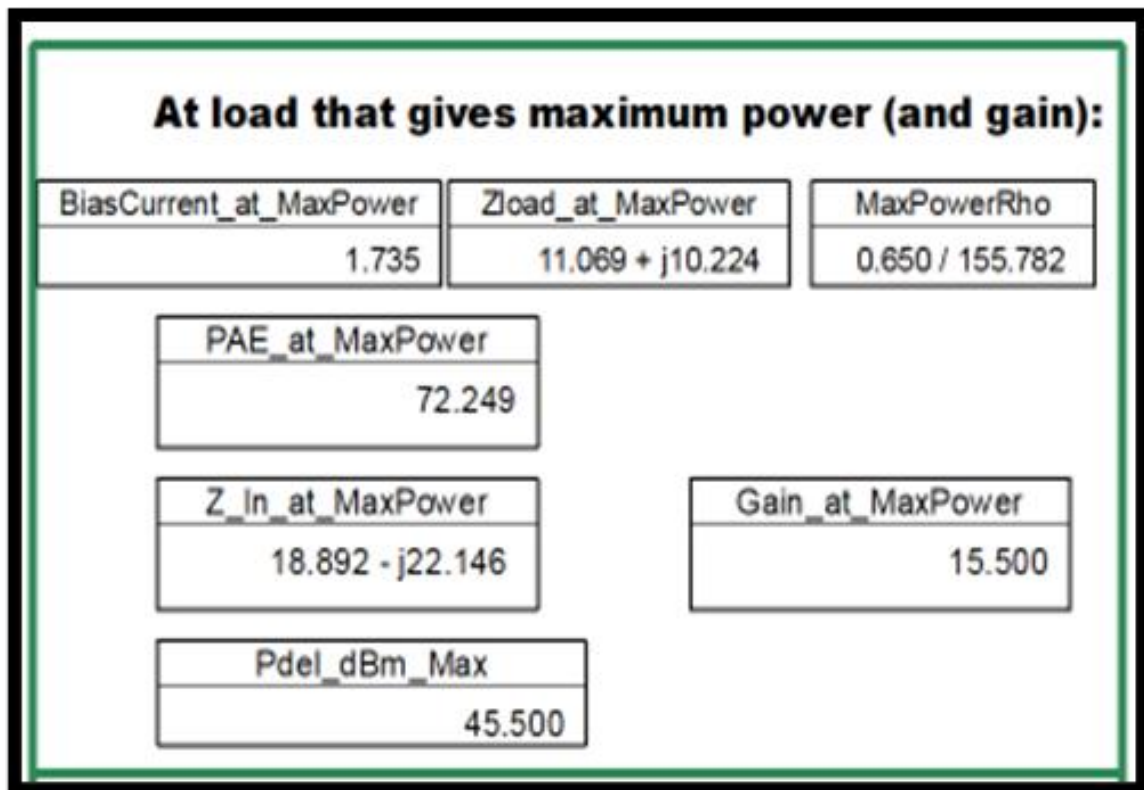 At load that gives maximum power (and gain):
BiasCurrent_at_MaxPower Zload_at_MaxPower MaxPowerRho
1.735 11.069 + j10.224 0.650 / 155.782
PAE_at_MaxPower
72.249
Z_In_at_MaxPower Gain_at_MaxPower
18.892 - j22.146 15.500
Pdel_dBm_Max
45.500